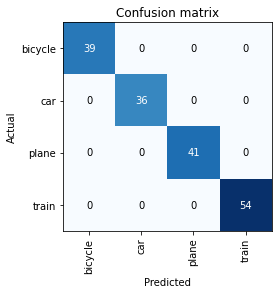 Confusion matrix
Actual
bicycle 39 0 0 0
car 0 36 0 0
plane 0 0 41 0
train 0 0 0 54
bicycle car plane train
Predicted